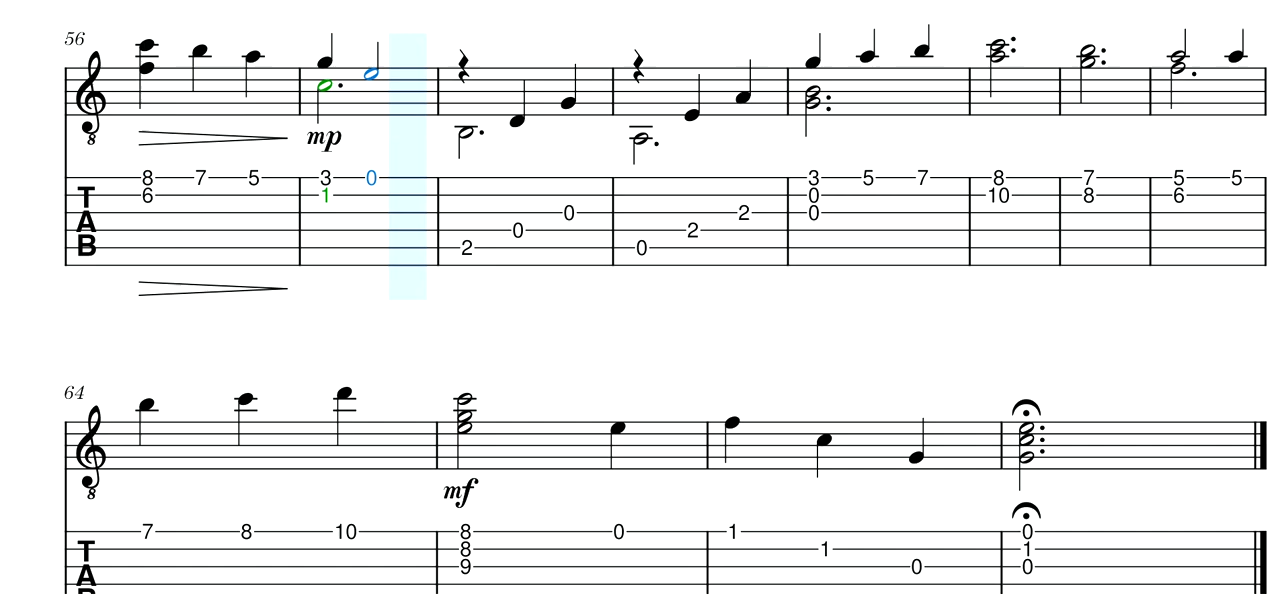 56
8
mp
8 7 5 3 0 3 5 7 8 7 5 5
T 6 1 0 10 8 6
A 0 2 0
0 2
B 2 0
64
8
mf
7 8 10 8 0 1 0
T 8 1 1
A 9 0 0
B